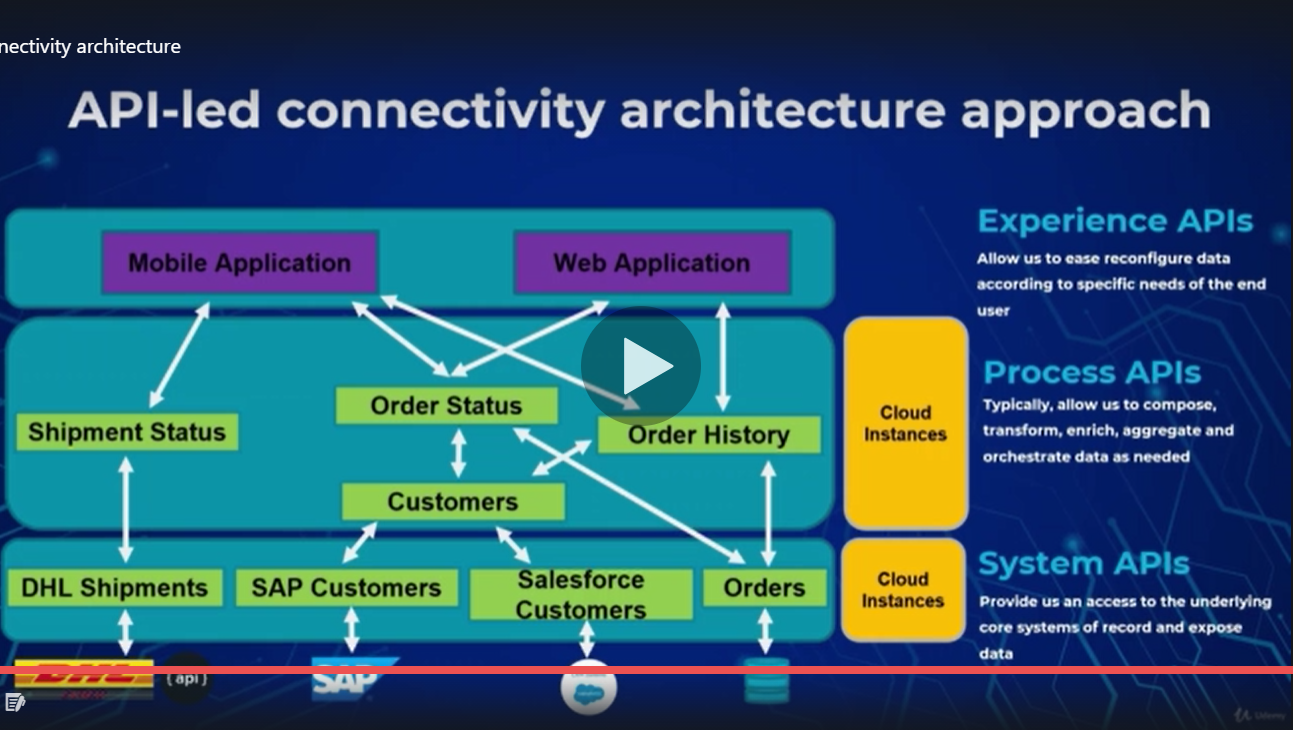 nectivity architecture
API-led connectivity architecture approach
Experience APIs
Allow us to ease reconfigure data
according to specific needs of the end
user
Mobile Application
Web Application
Process APIs
Typically, allow us to compose,
transform, enrich, aggregate and
orchestrate data as needed
Cloud
Instances
Order Status
Shipment Status
Order History
Customers
System APIs
Provide us an access to the underlying
core systems of record and expose
data
Cloud
Instances
DHL Shipments
SAP Customers
Salesforce
Customers
Orders
DHL
{api}
SAP
Udemy